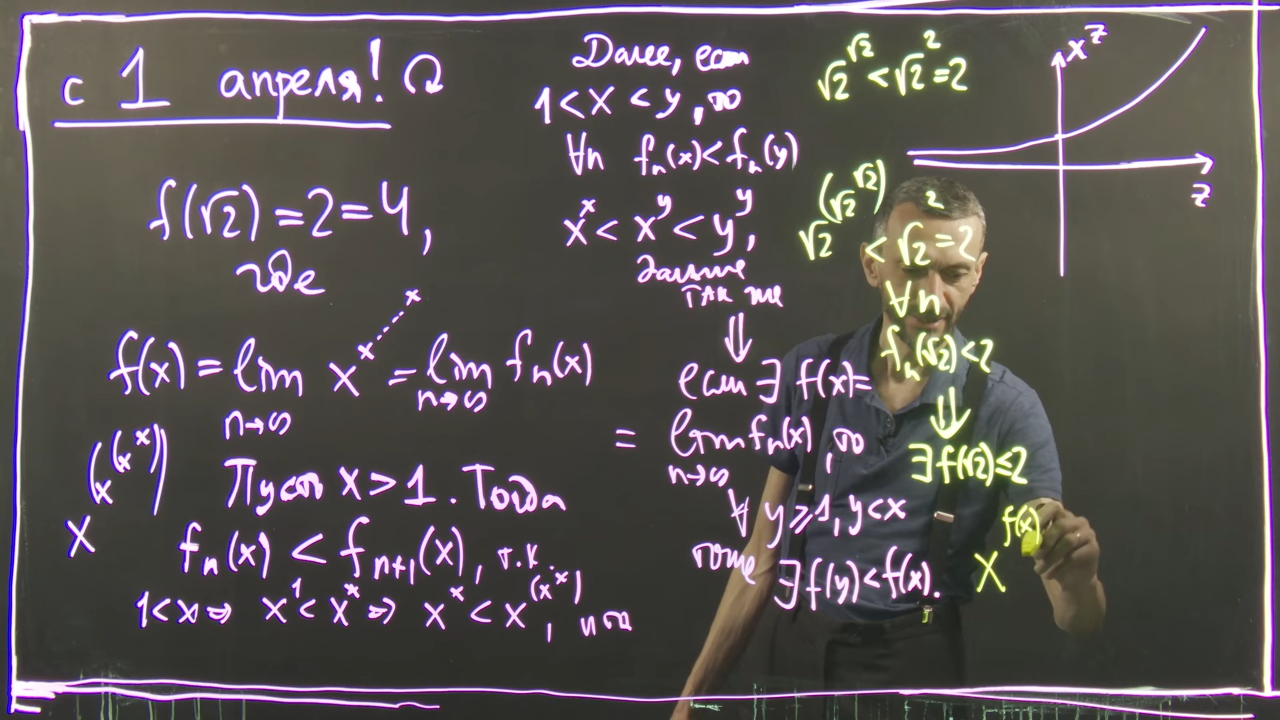 с 1 апреля!
f(√2) = 2 = 4,
где
f(x) = lim x^{x^{⋰^{x}}} = lim f_n(x)
n→∞ n→∞
x^{(x^{(x^x)})}
Пусть x > 1. Тогда
f_n(x) < f_{n+1}(x), т.к.
1 < x ⇒ x^1 < x^x ⇒ x^x < x^{(x^x)}, и т.д.
Далее, если
1 < x < y, то
∀n f_n(x) < f_n(y)
x^x < x^y < y^y,
дальше
так же
⇓
если ∃ f(x) =
= lim f_n(x), то
n→∞
∀ y ⩾ 1, y < x
тоже ∃ f(y) < f(x).
√2^{√2} < √2^2 = 2
√2^{(√2^{√2})} < √2^2 = 2
∀n
f_n(√2) < 2
⇓
∃ f(√2) ≤ 2
x^{f(x)}
x^z
z